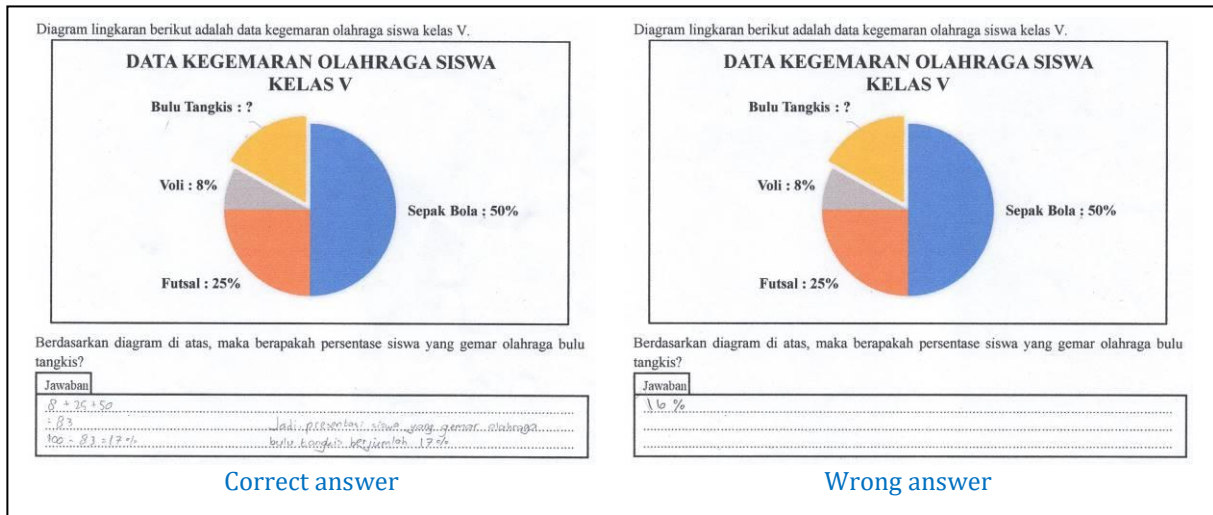 Diagram lingkaran berikut adalah data kegemaran olahraga siswa kelas V.
DATA KEGEMARAN OLAHRAGA SISWA
KELAS V
Bulu Tangkis : ?
Voli : 8%
Sepak Bola : 50%
Futsal : 25%
Berdasarkan diagram di atas, maka berapakah persentase siswa yang gemar olahraga bulu
tangkis?
Jawaban
8 + 25 + 50
= 83
100 - 83 = 17 %
Jadi presentasi siswa yang gemar olahraga
bulu tangkis berjumlah 17 %
Correct answer
Diagram lingkaran berikut adalah data kegemaran olahraga siswa kelas V.
DATA KEGEMARAN OLAHRAGA SISWA
KELAS V
Bulu Tangkis : ?
Voli : 8%
Sepak Bola : 50%
Futsal : 25%
Berdasarkan diagram di atas, maka berapakah persentase siswa yang gemar olahraga bulu
tangkis?
Jawaban
16 %
Wrong answer